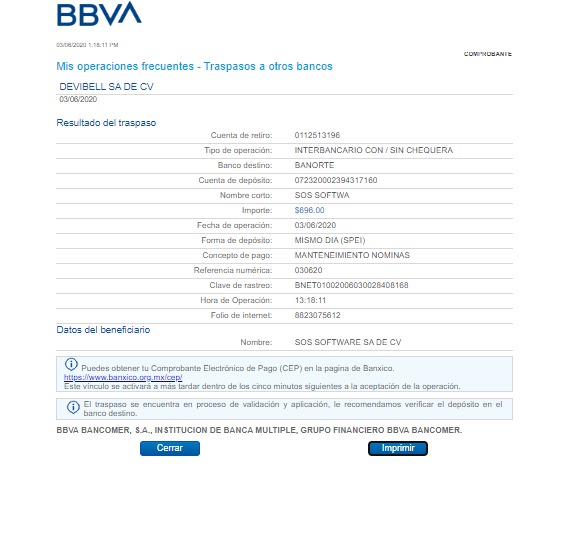 BBVA
03/06/2020 1:18:11 PM
COMPROBANTE
Mis operaciones frecuentes - Traspasos a otros bancos
DEVIBELL SA DE CV
03/06/2020
Resultado del traspaso
Cuenta de retiro: 0112513196
Tipo de operación: INTERBANCARIO CON / SIN CHEQUERA
Banco destino: BANORTE
Cuenta de depósito: 072320002394317160
Nombre corto: SOS SOFTWA
Importe: $696.00
Fecha de operación: 03/06/2020
Forma de depósito: MISMO DIA (SPEI)
Concepto de pago: MANTENEIMIENTO NOMINAS
Referencia numérica: 030620
Clave de rastreo: BNET01002006030028408168
Hora de Operación: 13:18:11
Folio de internet: 8823075612
Datos del beneficiario
Nombre: SOS SOFTWARE SA DE CV
Puedes obtener tu Comprobante Electrónico de Pago (CEP) en la pagina de Banxico.
https://www.banxico.org.mx/cep/
Este vínculo se activará a más tardar dentro de los cinco minutos siguientes a la aceptación de la operación.
El traspaso se encuentra en proceso de validación y aplicación, le recomendamos verificar el depósito en el
banco destino.
BBVA BANCOMER, S.A., INSTITUCION DE BANCA MULTIPLE, GRUPO FINANCIERO BBVA BANCOMER.
Cerrar Imprimir